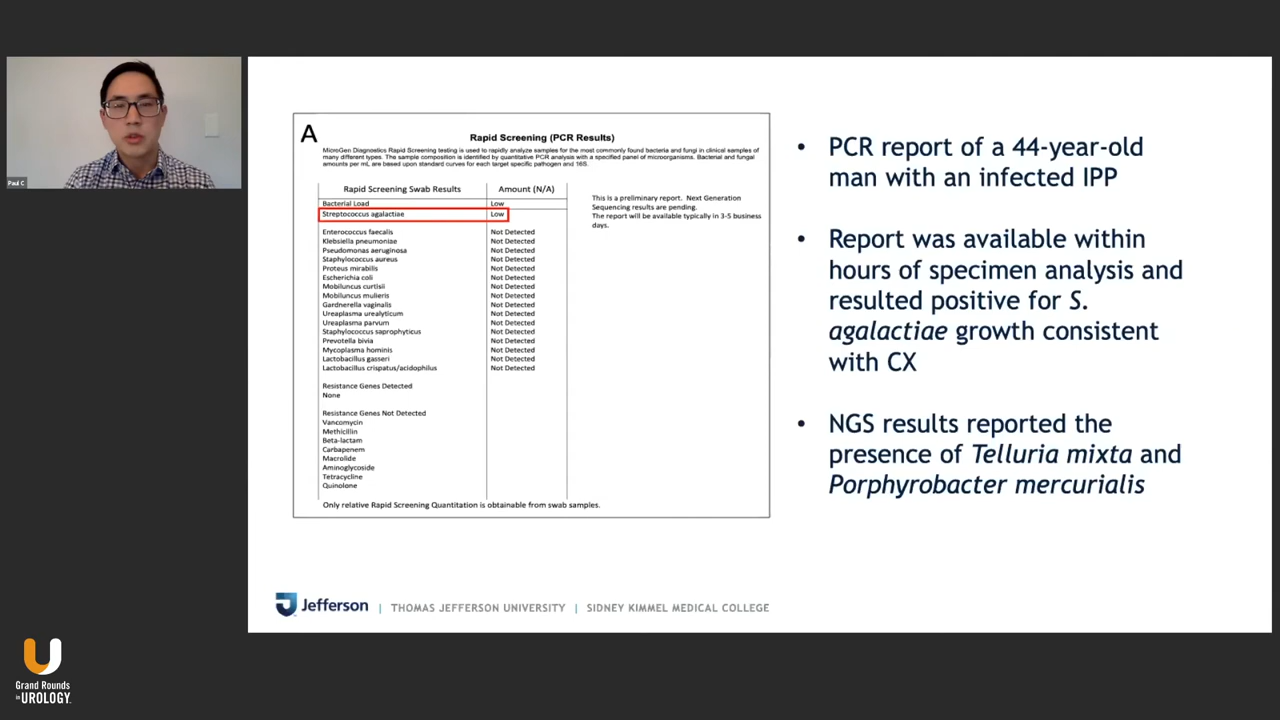 Paul C
A
Rapid Screening (PCR Results)
MicroGen Diagnostics Rapid Screening testing is used to rapidly analyze samples for the most commonly found bacteria and fungi in clinical samples of
many different types. The sample composition is identified by quantitative PCR analysis with a specified panel of microorganisms. Bacterial and fungal
amounts per mL are based upon standard curves for each target specific pathogen and 16S.
Rapid Screening Swab Results Amount (N/A)
Bacterial Load Low
Streptococcus agalactiae Low
Enterococcus faecalis Not Detected
Klebsiella pneumoniae Not Detected
Pseudomonas aeruginosa Not Detected
Staphylococcus aureus Not Detected
Proteus mirabilis Not Detected
Escherichia coli Not Detected
Mobiluncus curtisii Not Detected
Mobiluncus mulieris Not Detected
Gardnerella vaginalis Not Detected
Ureaplasma urealyticum Not Detected
Ureaplasma parvum Not Detected
Staphylococcus saprophyticus Not Detected
Prevotella bivia Not Detected
Mycoplasma hominis Not Detected
Lactobacillus gasseri Not Detected
Lactobacillus crispatus/acidophilus Not Detected
Resistance Genes Detected
None
Resistance Genes Not Detected
Vancomycin
Methicillin
Beta-lactam
Carbapenem
Macrolide
Aminoglycoside
Tetracycline
Quinolone
This is a preliminary report. Next Generation
Sequencing results are pending.
The report will be available typically in 3-5 business
days.
Only relative Rapid Screening Quantitation is obtainable from swab samples.
• PCR report of a 44-year-old
man with an infected IPP
• Report was available within
hours of specimen analysis and
resulted positive for S.
agalactiae growth consistent
with CX
• NGS results reported the
presence of Telluria mixta and
Porphyrobacter mercurialis
Jefferson | THOMAS JEFFERSON UNIVERSITY | SIDNEY KIMMEL MEDICAL COLLEGE
Grand Rounds
in UROLOGY